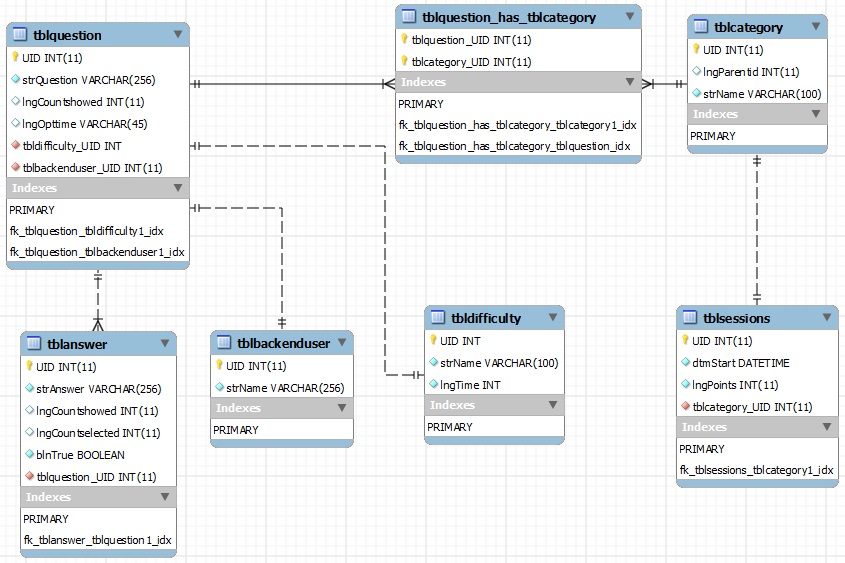 tblquestion
UID INT(11)
strQuestion VARCHAR(256)
lngCountshowed INT(11)
lngOpttime VARCHAR(45)
tbldifficulty_UID INT
tblbackenduser_UID INT(11)
Indexes
PRIMARY
fk_tblquestion_tbldifficulty1_idx
fk_tblquestion_tblbackenduser1_idx
tblquestion_has_tblcategory
tblquestion_UID INT(11)
tblcategory_UID INT(11)
Indexes
PRIMARY
fk_tblquestion_has_tblcategory_tblcategory1_idx
fk_tblquestion_has_tblcategory_tblquestion_idx
tblcategory
UID INT(11)
lngParentid INT(11)
strName VARCHAR(100)
Indexes
PRIMARY
tblanswer
UID INT(11)
strAnswer VARCHAR(256)
lngCountshowed INT(11)
lngCountselected INT(11)
blnTrue BOOLEAN
tblquestion_UID INT(11)
Indexes
PRIMARY
fk_tblanswer_tblquestion1_idx
tblbackenduser
UID INT(11)
strName VARCHAR(256)
Indexes
PRIMARY
tbldifficulty
UID INT
strName VARCHAR(100)
lngTime INT
Indexes
PRIMARY
tblsessions
UID INT(11)
dtmStart DATETIME
lngPoints INT(11)
tblcategory_UID INT(11)
Indexes
PRIMARY
fk_tblsessions_tblcategory1_idx